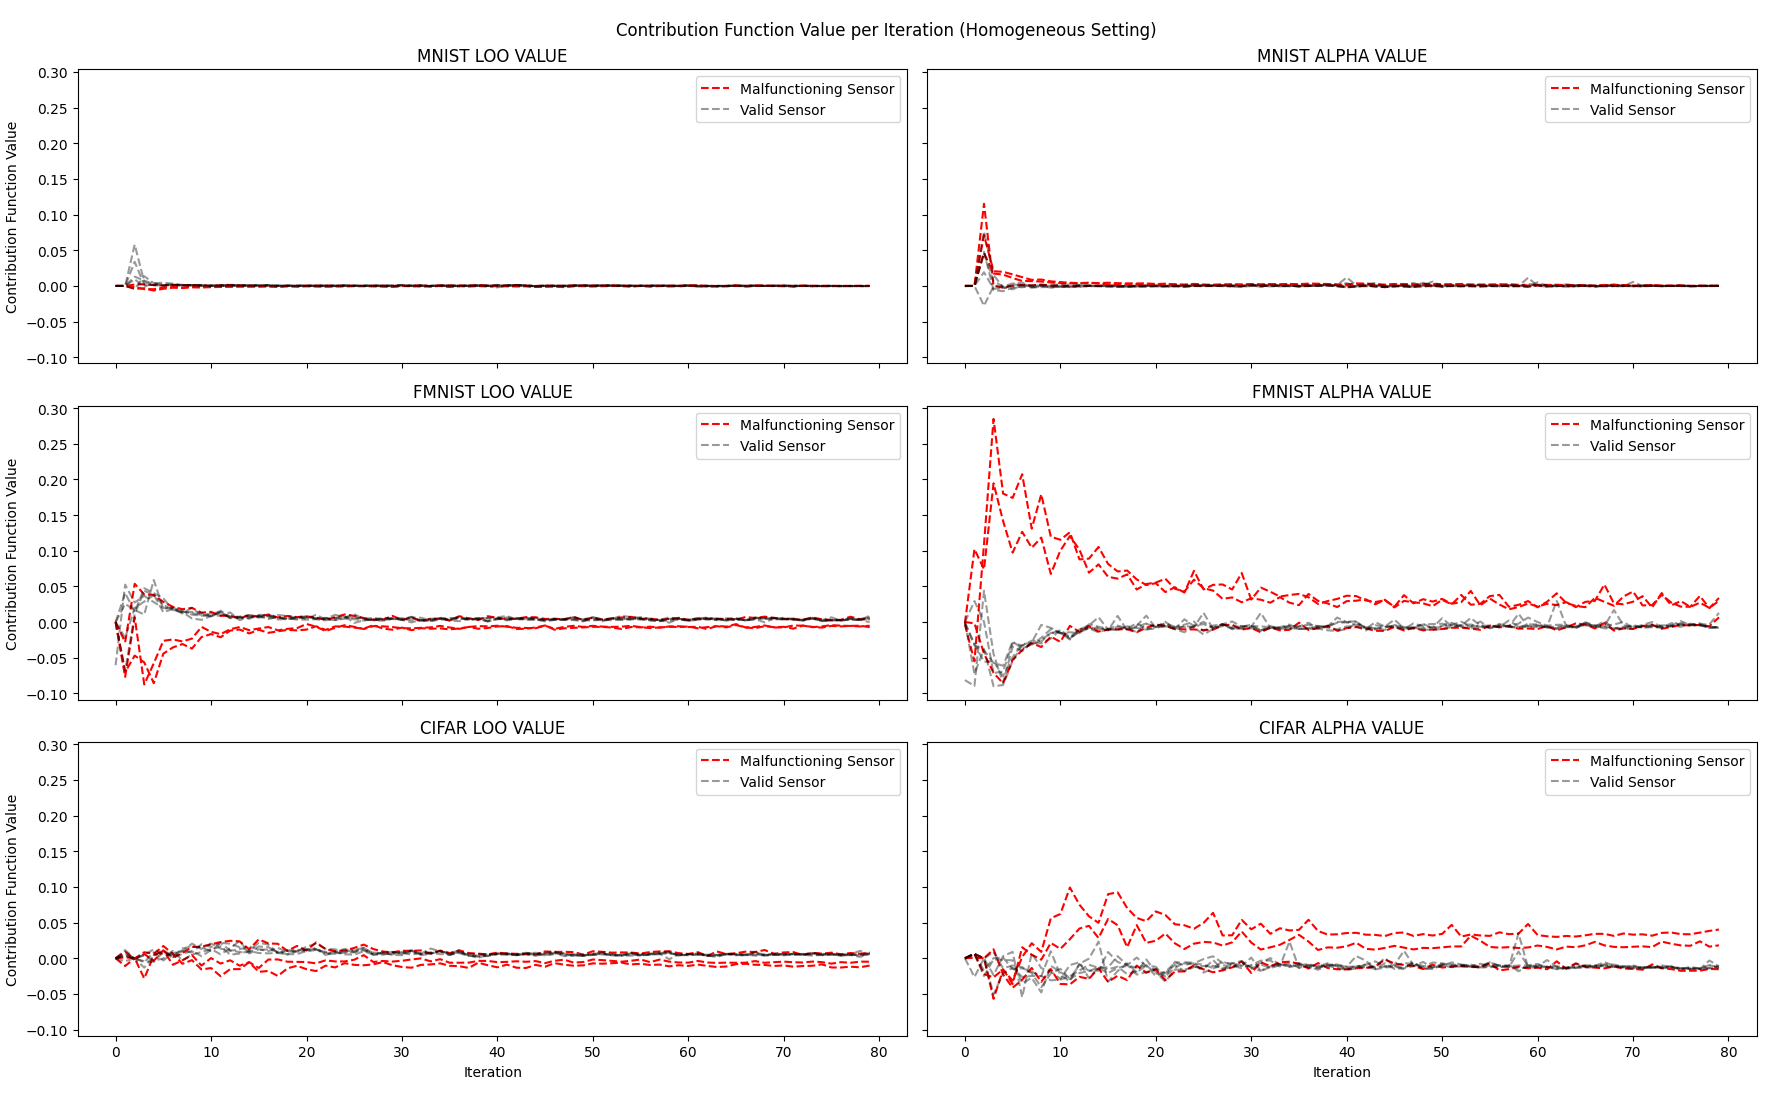 Contribution Function Value per Iteration (Homogeneous Setting)
MNIST LOO VALUE
Contribution Function Value
0.30
0.25
0.20
0.15
0.10
0.05
0.00
−0.05
−0.10
Malfunctioning Sensor
Valid Sensor
MNIST ALPHA VALUE
Malfunctioning Sensor
Valid Sensor
FMNIST LOO VALUE
Contribution Function Value
0.30
0.25
0.20
0.15
0.10
0.05
0.00
−0.05
−0.10
Malfunctioning Sensor
Valid Sensor
FMNIST ALPHA VALUE
Malfunctioning Sensor
Valid Sensor
CIFAR LOO VALUE
Contribution Function Value
0.30
0.25
0.20
0.15
0.10
0.05
0.00
−0.05
−0.10
Malfunctioning Sensor
Valid Sensor
0 10 20 30 40 50 60 70 80
Iteration
CIFAR ALPHA VALUE
Malfunctioning Sensor
Valid Sensor
0 10 20 30 40 50 60 70 80
Iteration